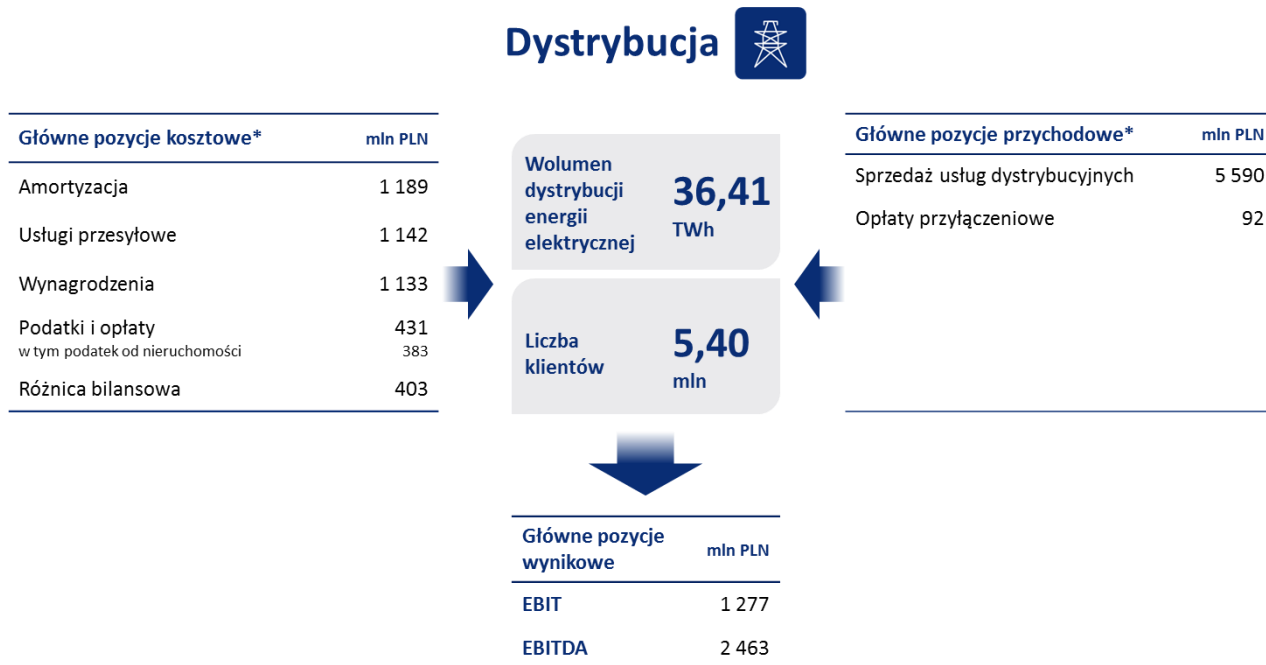 Dystrybucja
Główne pozycje kosztowe* mln PLN
Amortyzacja 1 189
Usługi przesyłowe 1 142
Wynagrodzenia 1 133
Podatki i opłaty 431
w tym podatek od nieruchomości 383
Różnica bilansowa 403
Wolumen
dystrybucji
energii
elektrycznej
36,41
TWh
Liczba
klientów
5,40
mln
Główne pozycje przychodowe* mln PLN
Sprzedaż usług dystrybucyjnych 5 590
Opłaty przyłączeniowe 92
Główne pozycje
wynikowe
mln PLN
EBIT 1 277
EBITDA 2 463